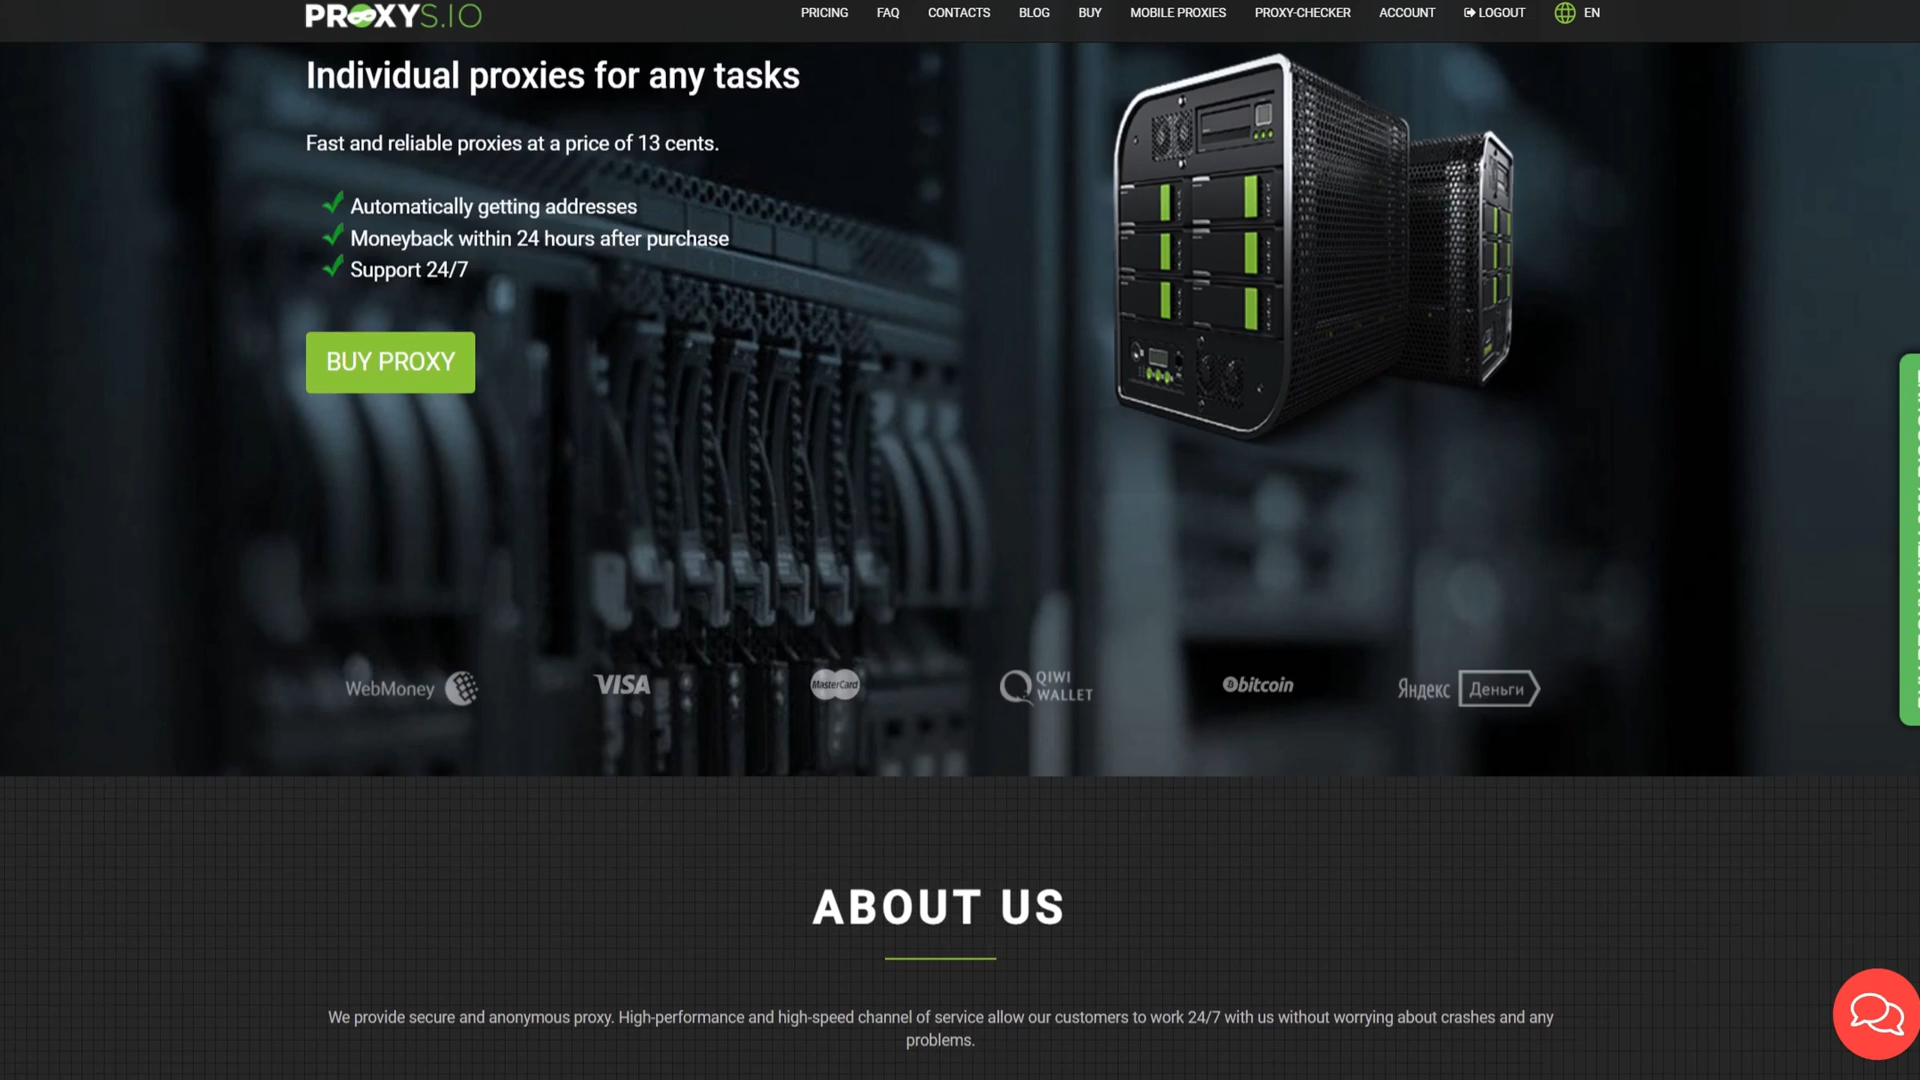 PROXYS.IO
PRICING FAQ CONTACTS BLOG BUY MOBILE PROXIES PROXY-CHECKER ACCOUNT LOGOUT EN
Individual proxies for any tasks
Fast and reliable proxies at a price of 13 cents.
Automatically getting addresses
Moneyback within 24 hours after purchase
Support 24/7
BUY PROXY
WebMoney VISA MasterCard QIWI WALLET bitcoin Яндекс Деньги
ABOUT US
We provide secure and anonymous proxy. High-performance and high-speed channel of service allow our customers to work 24/7 with us without worrying about crashes and any
problems.